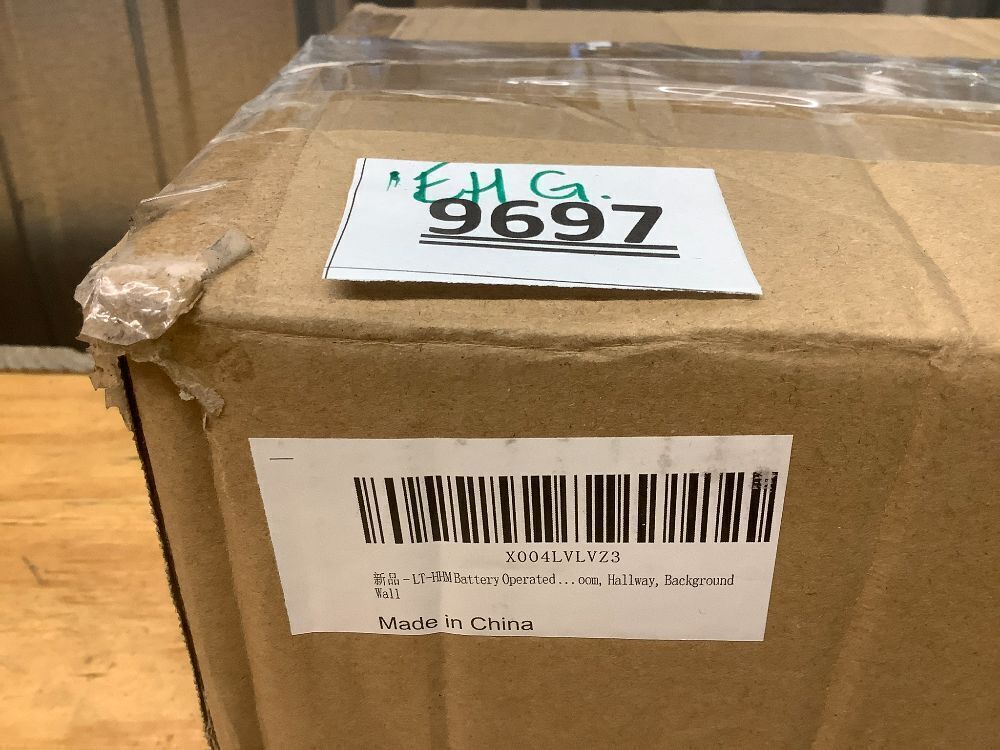 EHG.
9697
X004LVLVZ3
新品 - LT-HHM Battery Operated...oom, Hallway, Background
Wall
Made in China